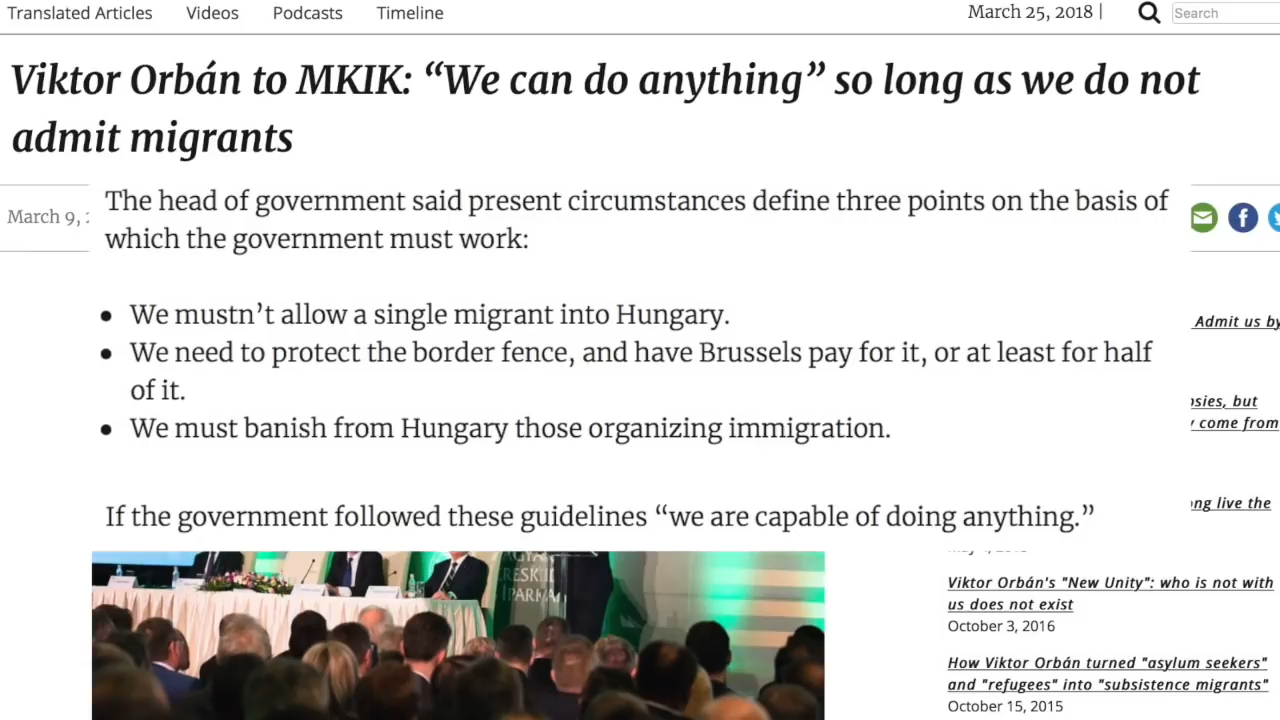 Translated Articles Videos Podcasts Timeline
March 25, 2018 |
Search
Viktor Orbán to MKIK: “We can do anything” so long as we do not
admit migrants
March 9,
The head of government said present circumstances define three points on the basis of
which the government must work:
• We mustn’t allow a single migrant into Hungary.
• We need to protect the border fence, and have Brussels pay for it, or at least for half
of it.
• We must banish from Hungary those organizing immigration.
If the government followed these guidelines “we are capable of doing anything.”
Admit us by
but
come from
live the
Viktor Orbán's "New Unity": who is not with
us does not exist
October 3, 2016
How Viktor Orbán turned "asylum seekers"
and "refugees" into "subsistence migrants"
October 15, 2015